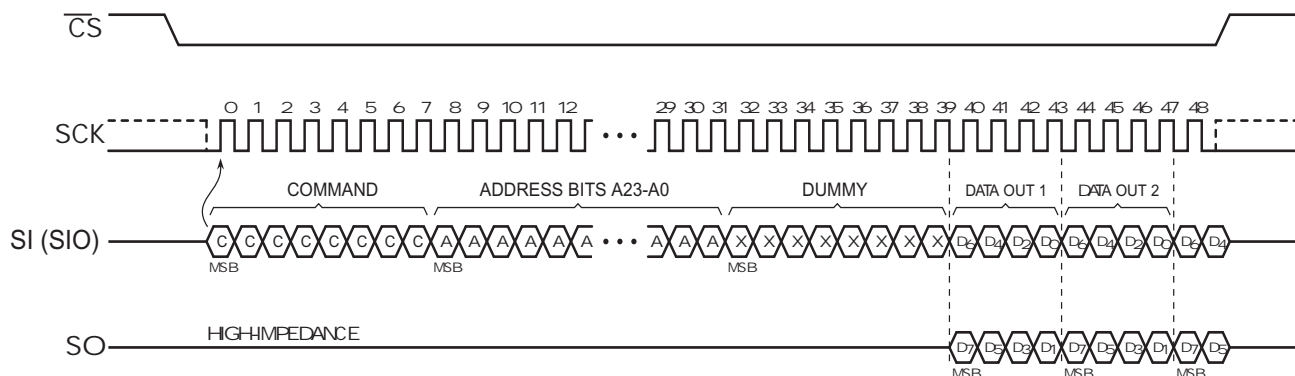 CS
0 1 2 3 4 5 6 7 8 9 10 11 12 29 30 31 32 33 34 35 36 37 38 39 40 41 42 43 44 45 46 47 48
SCK •••
COMMAND ADDRESS BITS A23-A0 DUMMY DATA OUT 1 DATA OUT 2
SI (SIO) C C C C C C C C A A A A A A ••• A A A X X X X X X X X D6 D4 D2 D0 D6 D4 D2 D0 D6 D4
MSB MSB MSB
HIGH-IMPEDANCE
SO D7 D5 D3 D1 D7 D5 D3 D1 D7 D5
MSB MSB MSB